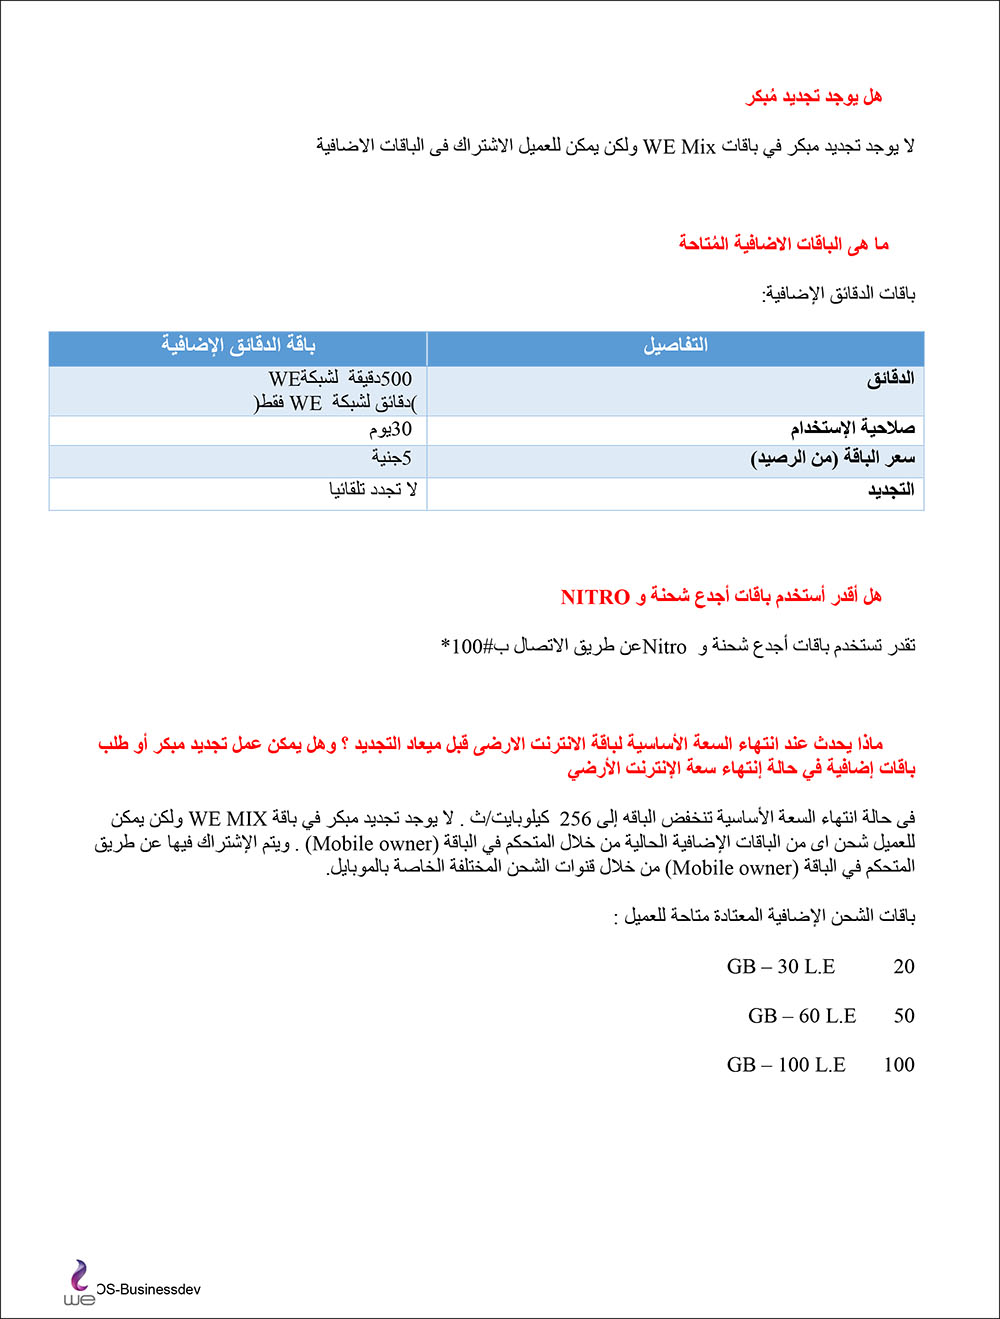 هل يوجد تجديد مُبكر
لا يوجد تجديد مبكر في باقات WE Mix ولكن يمكن للعميل الاشتراك فى الباقات الاضافية
ما هى الباقات الاضافية المُتاحة
باقات الدقائق الإضافية:
التفاصيل باقة الدقائق الإضافية
الدقائق 500دقيقة لشبكةWE
)دقائق لشبكة WE فقط(
صلاحية الإستخدام 30يوم
سعر الباقة (من الرصيد) 5جنية
التجديد لا تجدد تلقائيا
هل أقدر أستخدم باقات أجدع شحنة و NITRO
تقدر تستخدم باقات أجدع شحنة و Nitroعن طريق الاتصال ب#100*
ماذا يحدث عند انتهاء السعة الأساسية لباقة الانترنت الارضى قبل ميعاد التجديد ؟ وهل يمكن عمل تجديد مبكر أو طلب
باقات إضافية في حالة إنتهاء سعة الإنترنت الأرضي
فى حالة انتهاء السعة الأساسية تنخفض الباقه إلى 256 كيلوبايت/ث . لا يوجد تجديد مبكر في باقة WE MIX ولكن يمكن
للعميل شحن اى من الباقات الإضافية الحالية من خلال المتحكم في الباقة (Mobile owner) . ويتم الإشتراك فيها عن طريق
المتحكم في الباقة (Mobile owner) من خلال قنوات الشحن المختلفة الخاصة بالموبايل.
باقات الشحن الإضافية المعتادة متاحة للعميل :
20 GB – 30 L.E
50 GB – 60 L.E
100 GB – 100 L.E
we OS-Businessdev